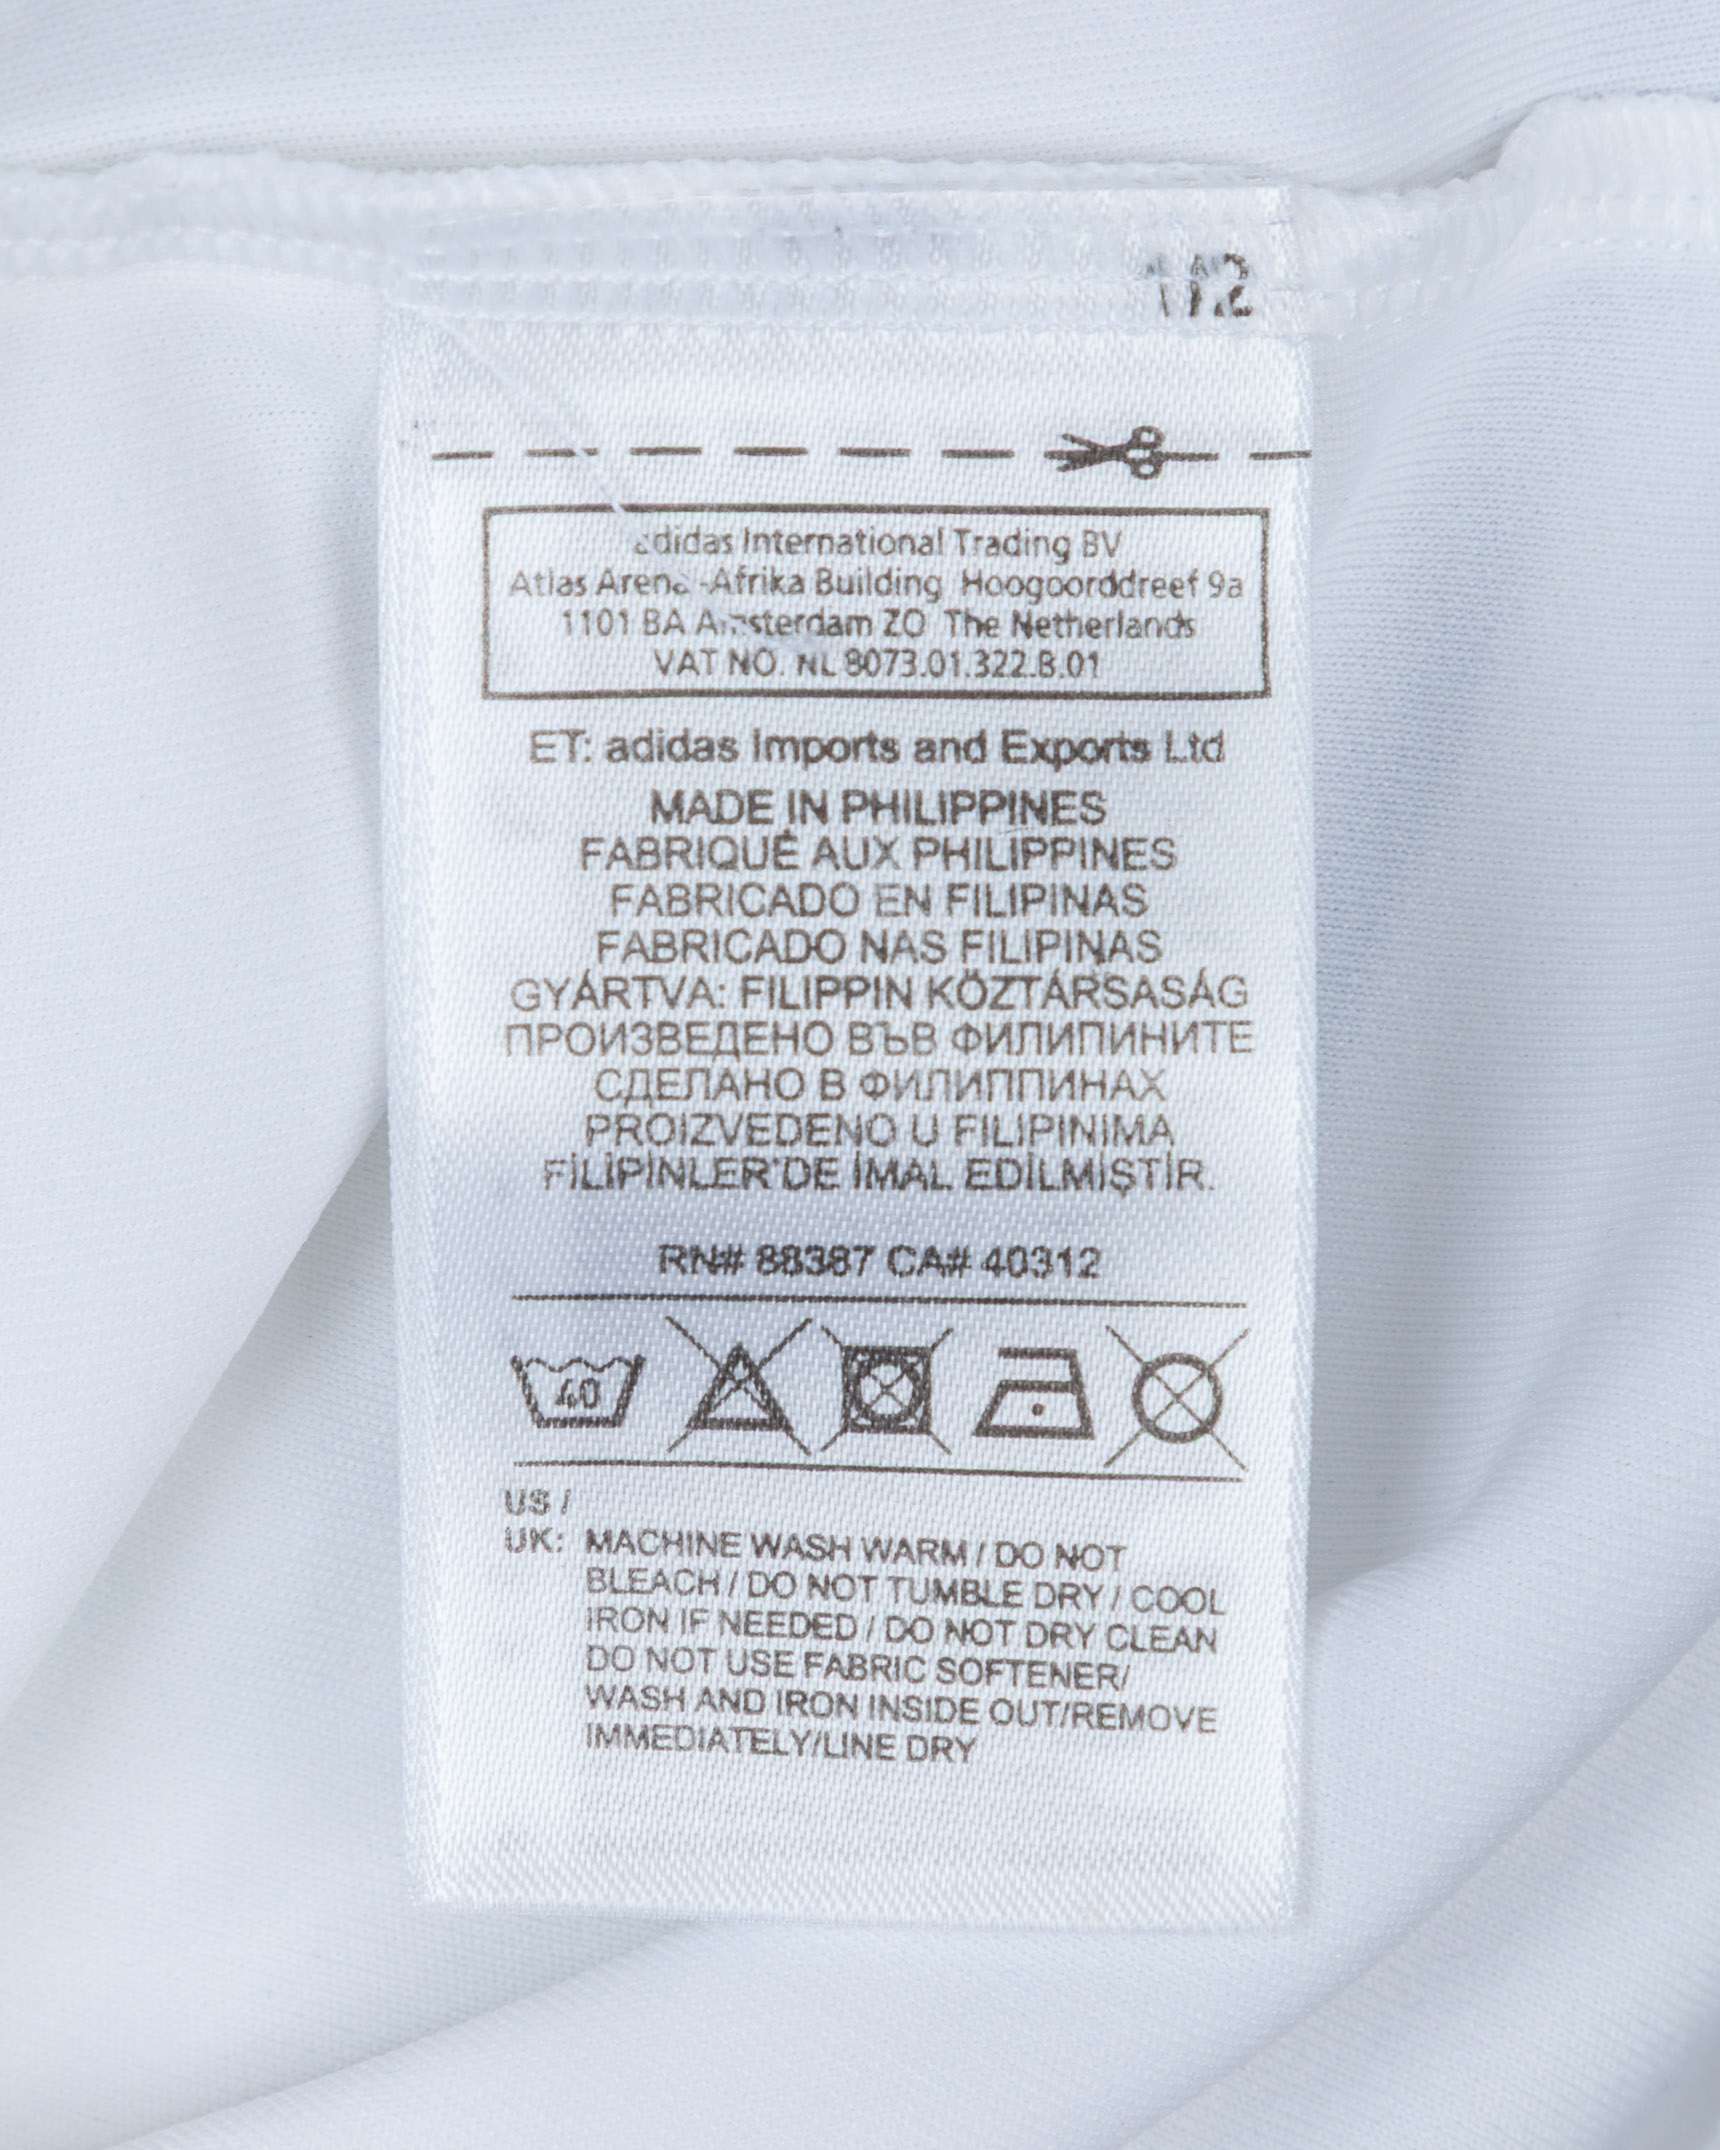 adidas International Trading BV
Atlas Arena -Afrika Building Hoogoorddreef 9a
1101 BA Amsterdam ZO The Netherlands
VAT NO. NL 8073.01.322.B.01
ET: adidas Imports and Exports Ltd
MADE IN PHILIPPINES
FABRIQUÉ AUX PHILIPPINES
FABRICADO EN FILIPINAS
FABRICADO NAS FILIPINAS
GYÁRTVA: FILIPPIN KÖZTÁRSASÁG
ПРОИЗВЕДЕНО ВЪВ ФИЛИПИНИТЕ
СДЕЛАНО В ФИЛИППИНАХ
PROIZVEDENO U FILIPINIMA
FİLİPİNLER'DE İMAL EDİLMİŞTİR.
RN# 88387 CA# 40312
40
US /
UK: MACHINE WASH WARM / DO NOT
BLEACH / DO NOT TUMBLE DRY / COOL
IRON IF NEEDED / DO NOT DRY CLEAN
DO NOT USE FABRIC SOFTENER/
WASH AND IRON INSIDE OUT/REMOVE
IMMEDIATELY/LINE DRY